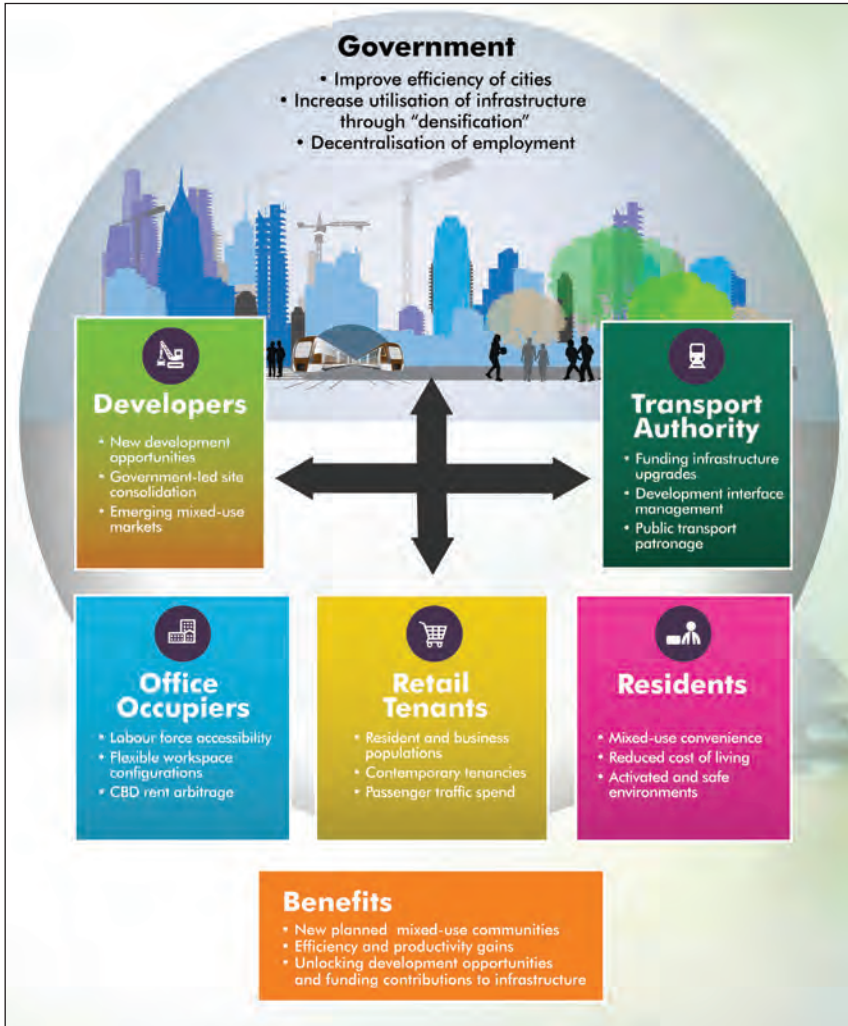 Government
• Improve efficiency of cities
• Increase utilisation of infrastructure
through “densification”
• Decentralisation of employment
Developers
• New development
opportunities
• Government-led site
consolidation
• Emerging mixed-use
markets
Transport
Authority
• Funding infrastructure
upgrades
• Development interface
management
• Public transport
patronage
Office
Occupiers
• Labour force accessibility
• Flexible workspace
configurations
• CBD rent arbitrage
Retail
Tenants
• Resident and business
populations
• Contemporary tenancies
• Passenger traffic spend
Residents
• Mixed-use convenience
• Reduced cost of living
• Activated and safe
environments
Benefits
• New planned mixed-use communities
• Efficiency and productivity gains
• Unlocking development opportunities
and funding contributions to infrastructure